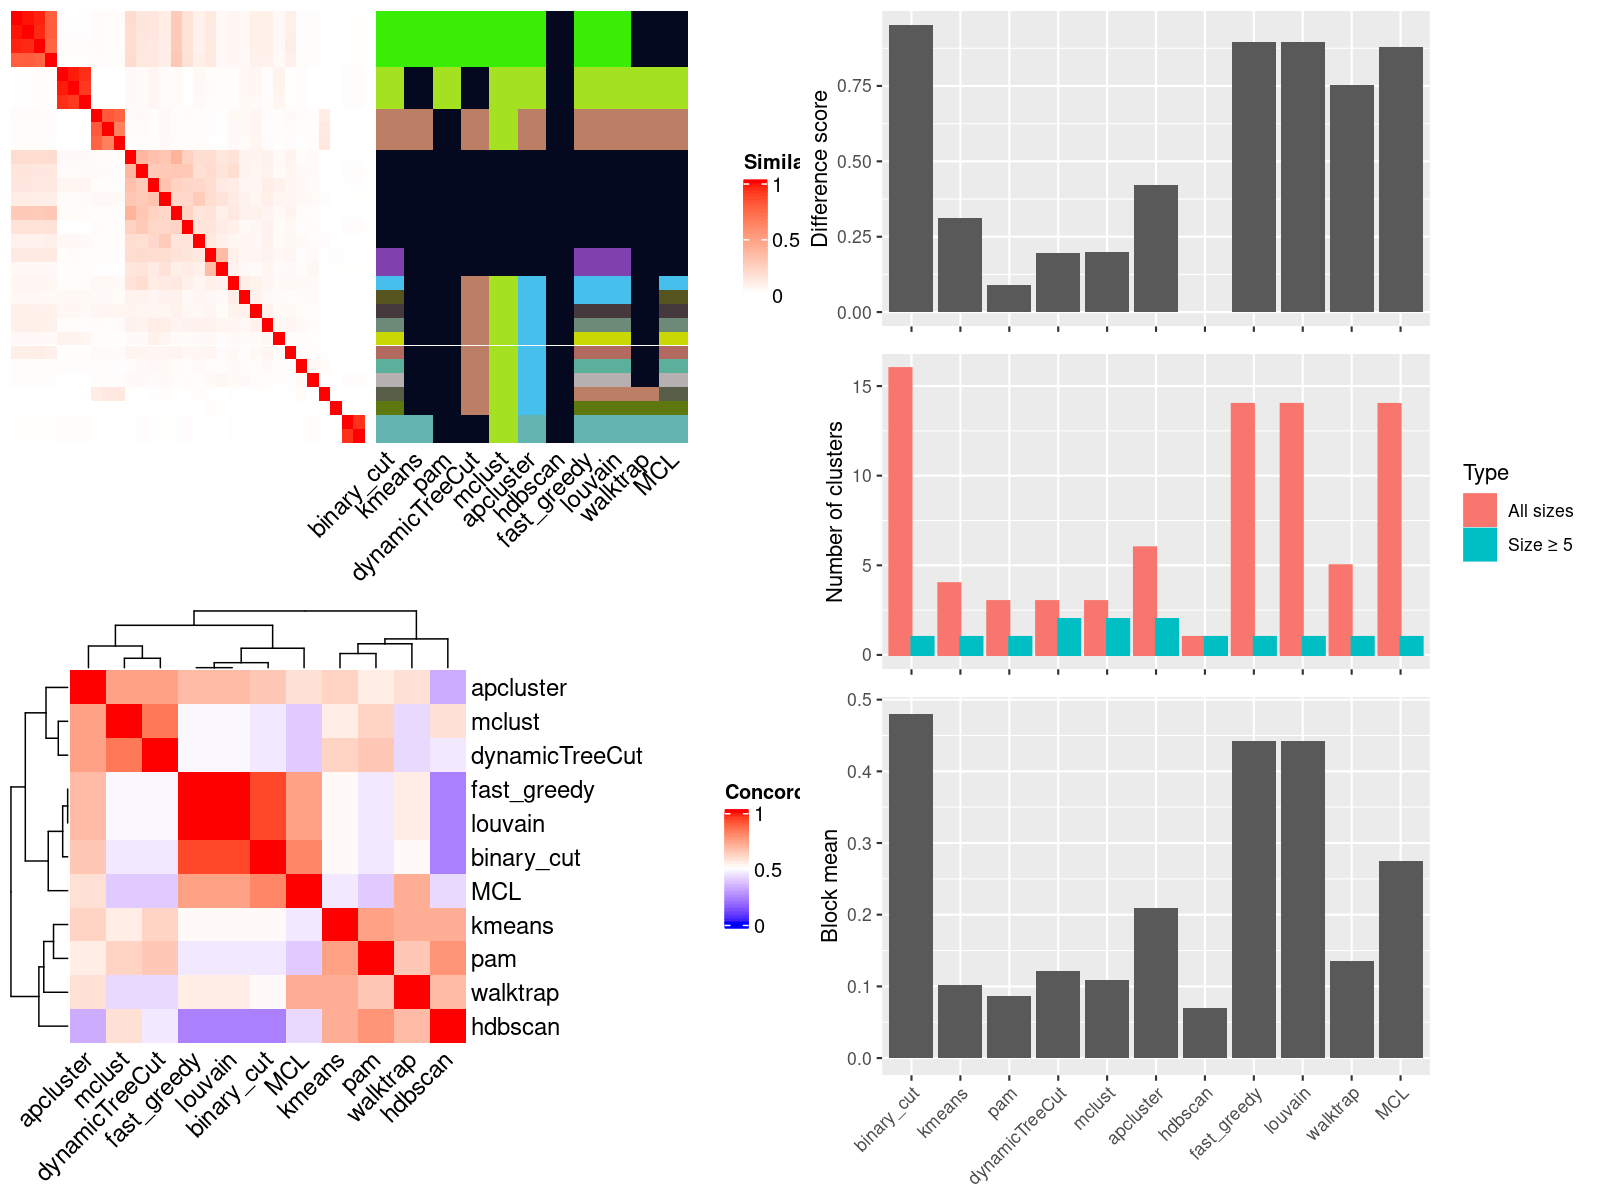 Simila
1
0.5
0
binary_cut
kmeans
pam
dynamicTreeCut
mclust
apcluster
hdbscan
fast_greedy
louvain
walktrap
MCL
apcluster
mclust
dynamicTreeCut
fast_greedy
louvain
binary_cut
MCL
kmeans
pam
walktrap
hdbscan
Concord
1
0.5
0
apcluster
mclust
dynamicTreeCut
fast_greedy
louvain
binary_cut
MCL
kmeans
pam
walktrap
hdbscan
Difference score
0.75
0.50
0.25
0.00
Number of clusters
15
10
5
0
Type
All sizes
Size ≥ 5
Block mean
0.5
0.4
0.3
0.2
0.1
0.0
binary_cut
kmeans
pam
dynamicTreeCut
mclust
apcluster
hdbscan
fast_greedy
louvain
walktrap
MCL